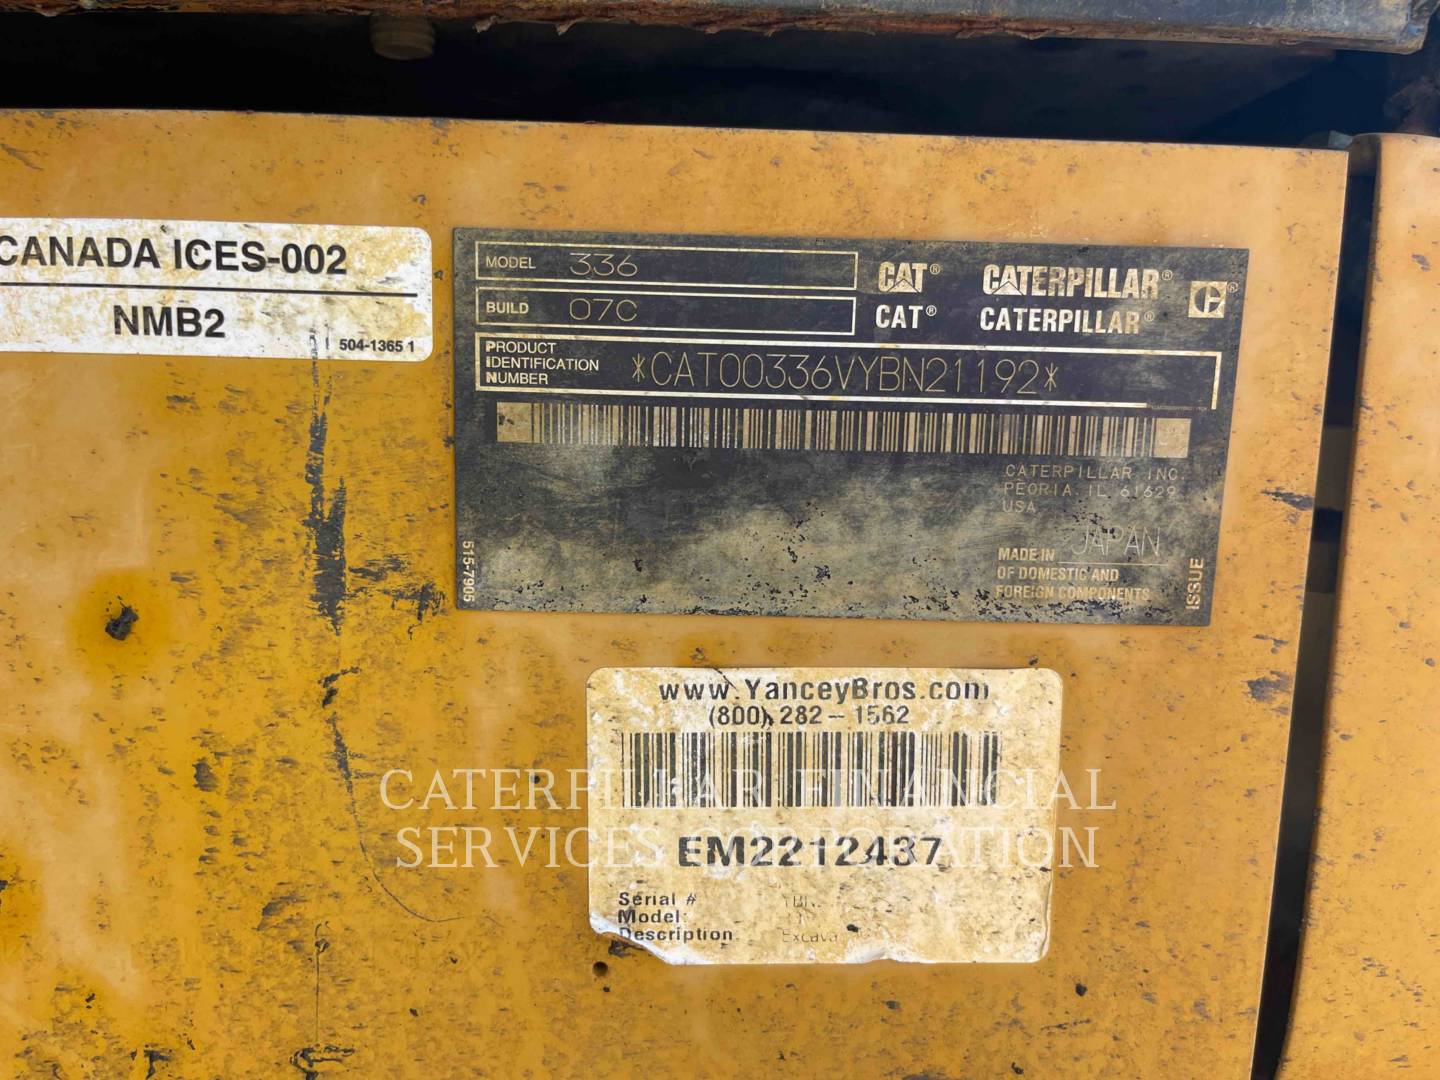 CANADA ICES-002
NMB2
504-1365 1
MODEL 336
BUILD 07C
CAT® CATERPILLAR®
CAT® CATERPILLAR®
PRODUCT
IDENTIFICATION
NUMBER
*CAT00336VYBN21192*
CATERPILLAR INC
PEORIA IL 61629
USA
MADE IN JAPAN
OF DOMESTIC AND
FOREIGN COMPONENTS
515-7905
ISSUE
www.YanceyBros.com
(800) 282-1562
CATERPILLAR FINANCIAL
SERVICES CORPORATION
EM2212437
Serial #
Model:
Description: